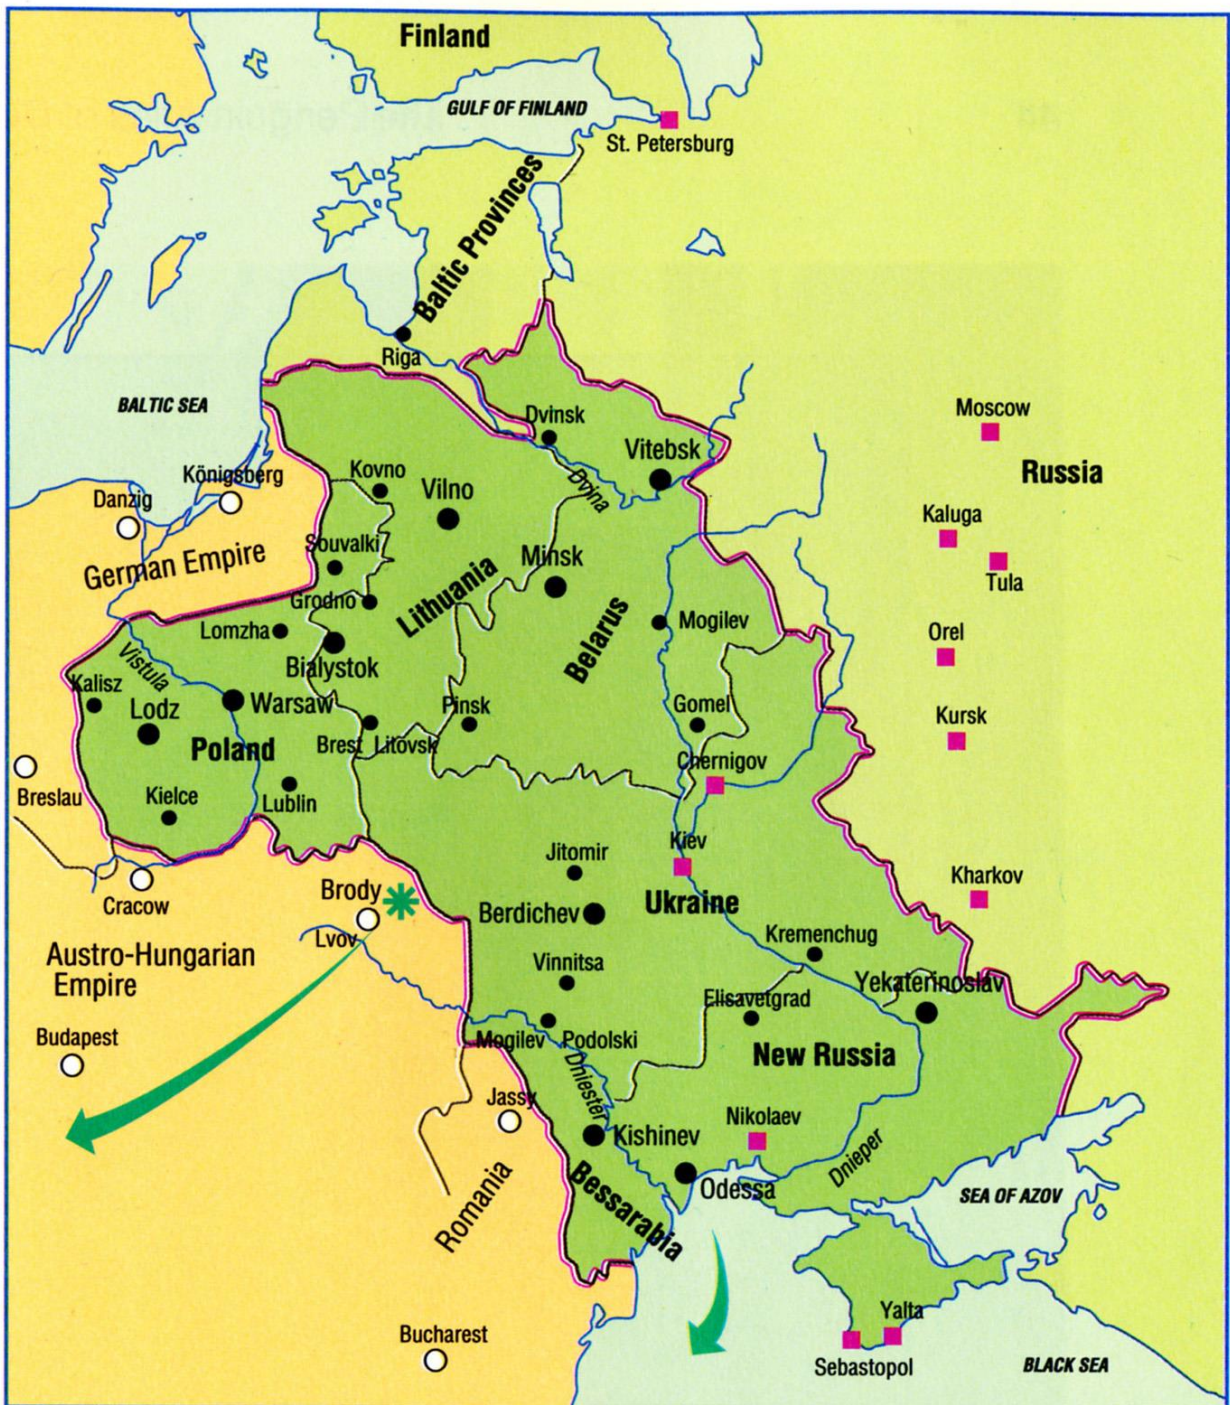 Finland
GULF OF FINLAND
St. Petersburg
Baltic Provinces
Riga
BALTIC SEA
Dvinsk
Moscow
Vitebsk
Russia
Königsberg
Kovno
Danzig
Vilno
Dvina
Kaluga
German Empire
Souvalki
Minsk
Tula
Grodno
Lithuania
Lomzha
Belarus
Mogilev
Orel
Vistula
Bialystok
Kalisz
Lodz
Warsaw
Pinsk
Gomel
Kursk
Poland
Brest Litovsk
Chernigov
Breslau
Kielce
Lublin
Kiev
Jitomir
Kharkov
Brody
Cracow
Berdichev
Ukraine
Lvov
Kremenchug
Austro-Hungarian
Empire
Vinnitsa
Yekaterinoslav
Elisavetgrad
Budapest
Mogilev Podolski
New Russia
Dniester
Jassy
Nikolaev
Kishinev
Dnieper
Odessa
SEA OF AZOV
Romania
Bessarabia
Yalta
Bucharest
Sebastopol
BLACK SEA